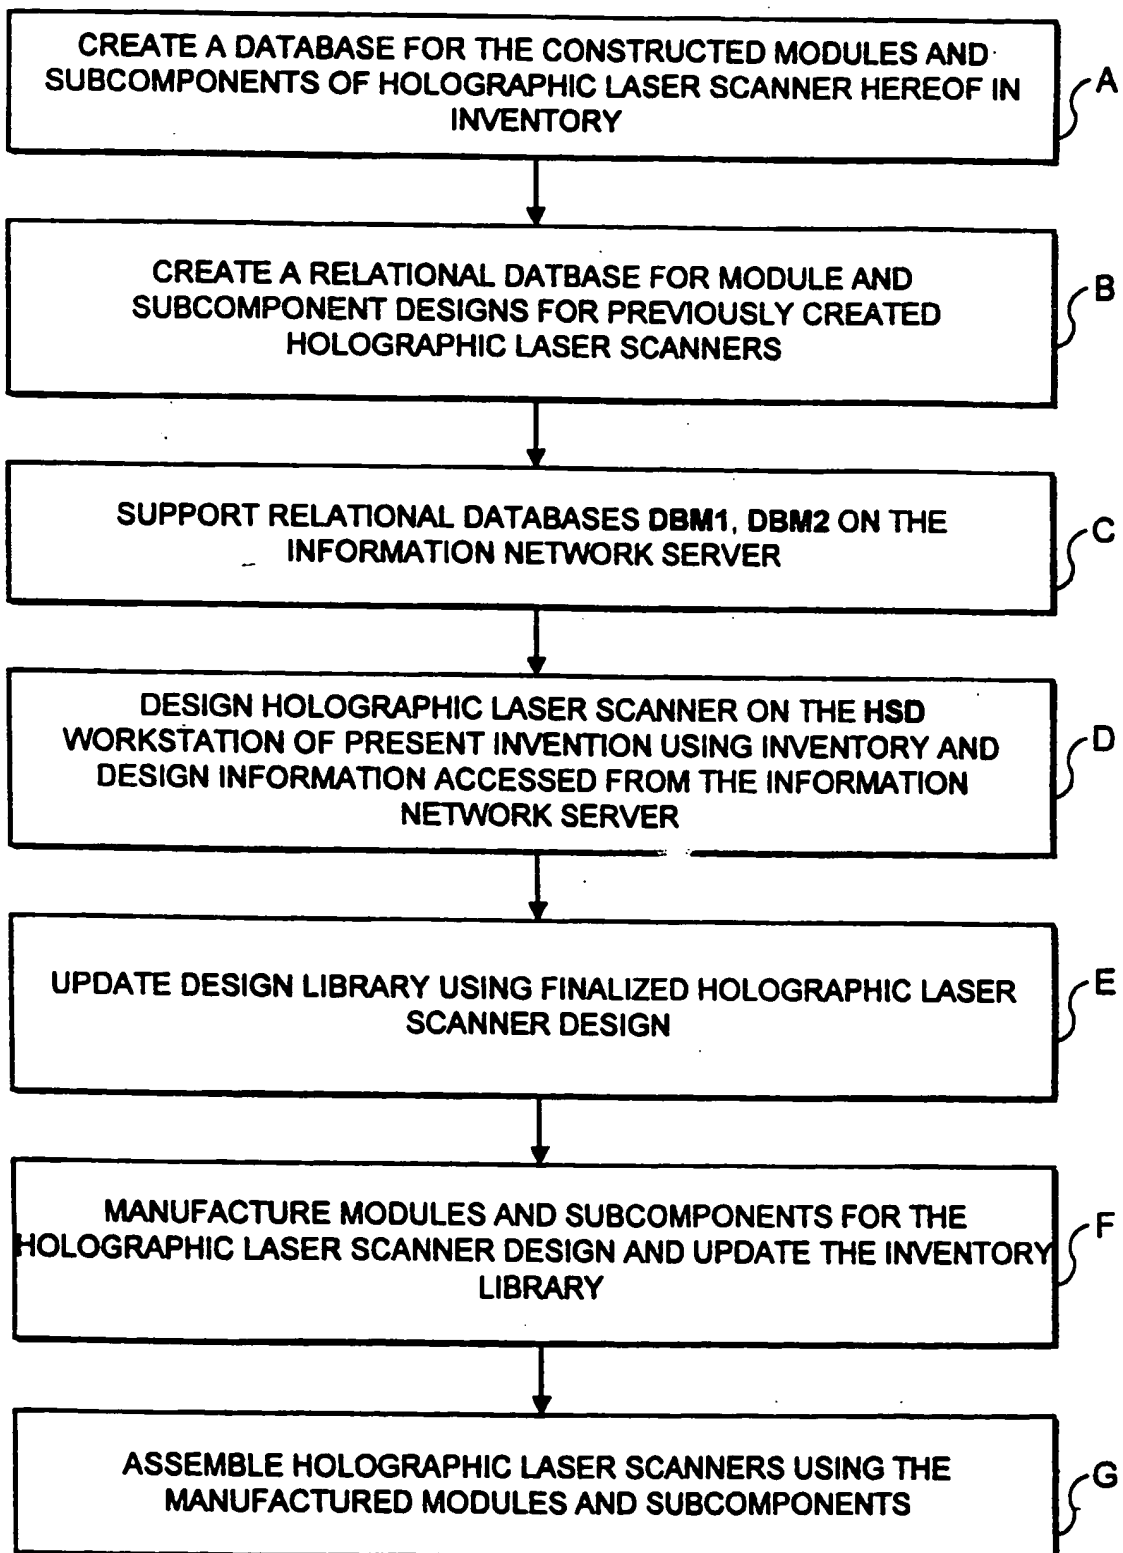 CREATE A DATABASE FOR THE CONSTRUCTED MODULES AND
SUBCOMPONENTS OF HOLOGRAPHIC LASER SCANNER HEREOF IN
INVENTORY
A
CREATE A RELATIONAL DATBASE FOR MODULE AND
SUBCOMPONENT DESIGNS FOR PREVIOUSLY CREATED
HOLOGRAPHIC LASER SCANNERS
B
SUPPORT RELATIONAL DATABASES DBM1, DBM2 ON THE
INFORMATION NETWORK SERVER
C
DESIGN HOLOGRAPHIC LASER SCANNER ON THE HSD
WORKSTATION OF PRESENT INVENTION USING INVENTORY AND
DESIGN INFORMATION ACCESSED FROM THE INFORMATION
NETWORK SERVER
D
UPDATE DESIGN LIBRARY USING FINALIZED HOLOGRAPHIC LASER
SCANNER DESIGN
E
MANUFACTURE MODULES AND SUBCOMPONENTS FOR THE
HOLOGRAPHIC LASER SCANNER DESIGN AND UPDATE THE INVENTORY
LIBRARY
F
ASSEMBLE HOLOGRAPHIC LASER SCANNERS USING THE
MANUFACTURED MODULES AND SUBCOMPONENTS
G